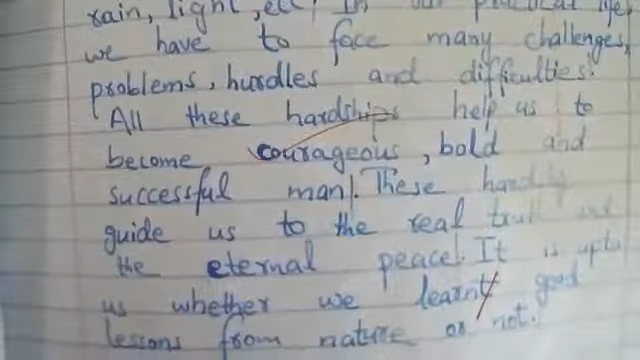 rain, light, etc. In our practical life,
we have to face many challenges,
problems, hurdles and difficulties.
All these hardships help us to
become courageous, bold and
successful man. These
guide us to the real
the eternal peace. It is upto
us whether we learn good
lessons from nature or not.